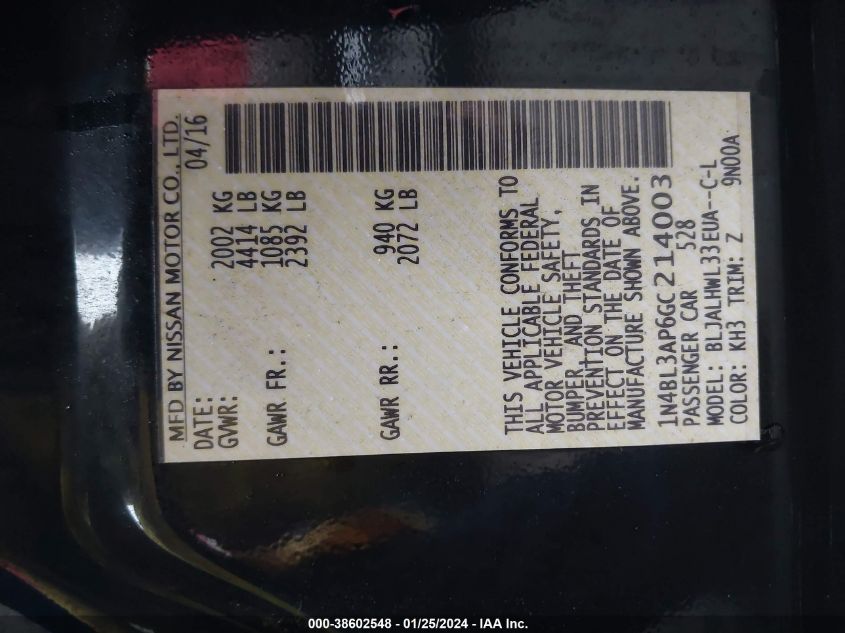 MFD BY NISSAN MOTOR CO., LTD.
DATE: 04/16
GVWR: 2002 KG
4414 LB
GAWR FR.: 1085 KG
2392 LB
GAWR RR.: 940 KG
2072 LB
THIS VEHICLE CONFORMS TO
ALL APPLICABLE FEDERAL
MOTOR VEHICLE SAFETY,
BUMPER AND THEFT
PREVENTION STANDARDS IN
EFFECT ON THE DATE OF
MANUFACTURE SHOWN ABOVE.
1N4BL3AP6GC214003
PASSENGER CAR 528
MODEL: BLJALHWL33EUA--C-L
COLOR: KH3 TRIM: Z 9N00A
000-38602548 - 01/25/2024 - IAA Inc.